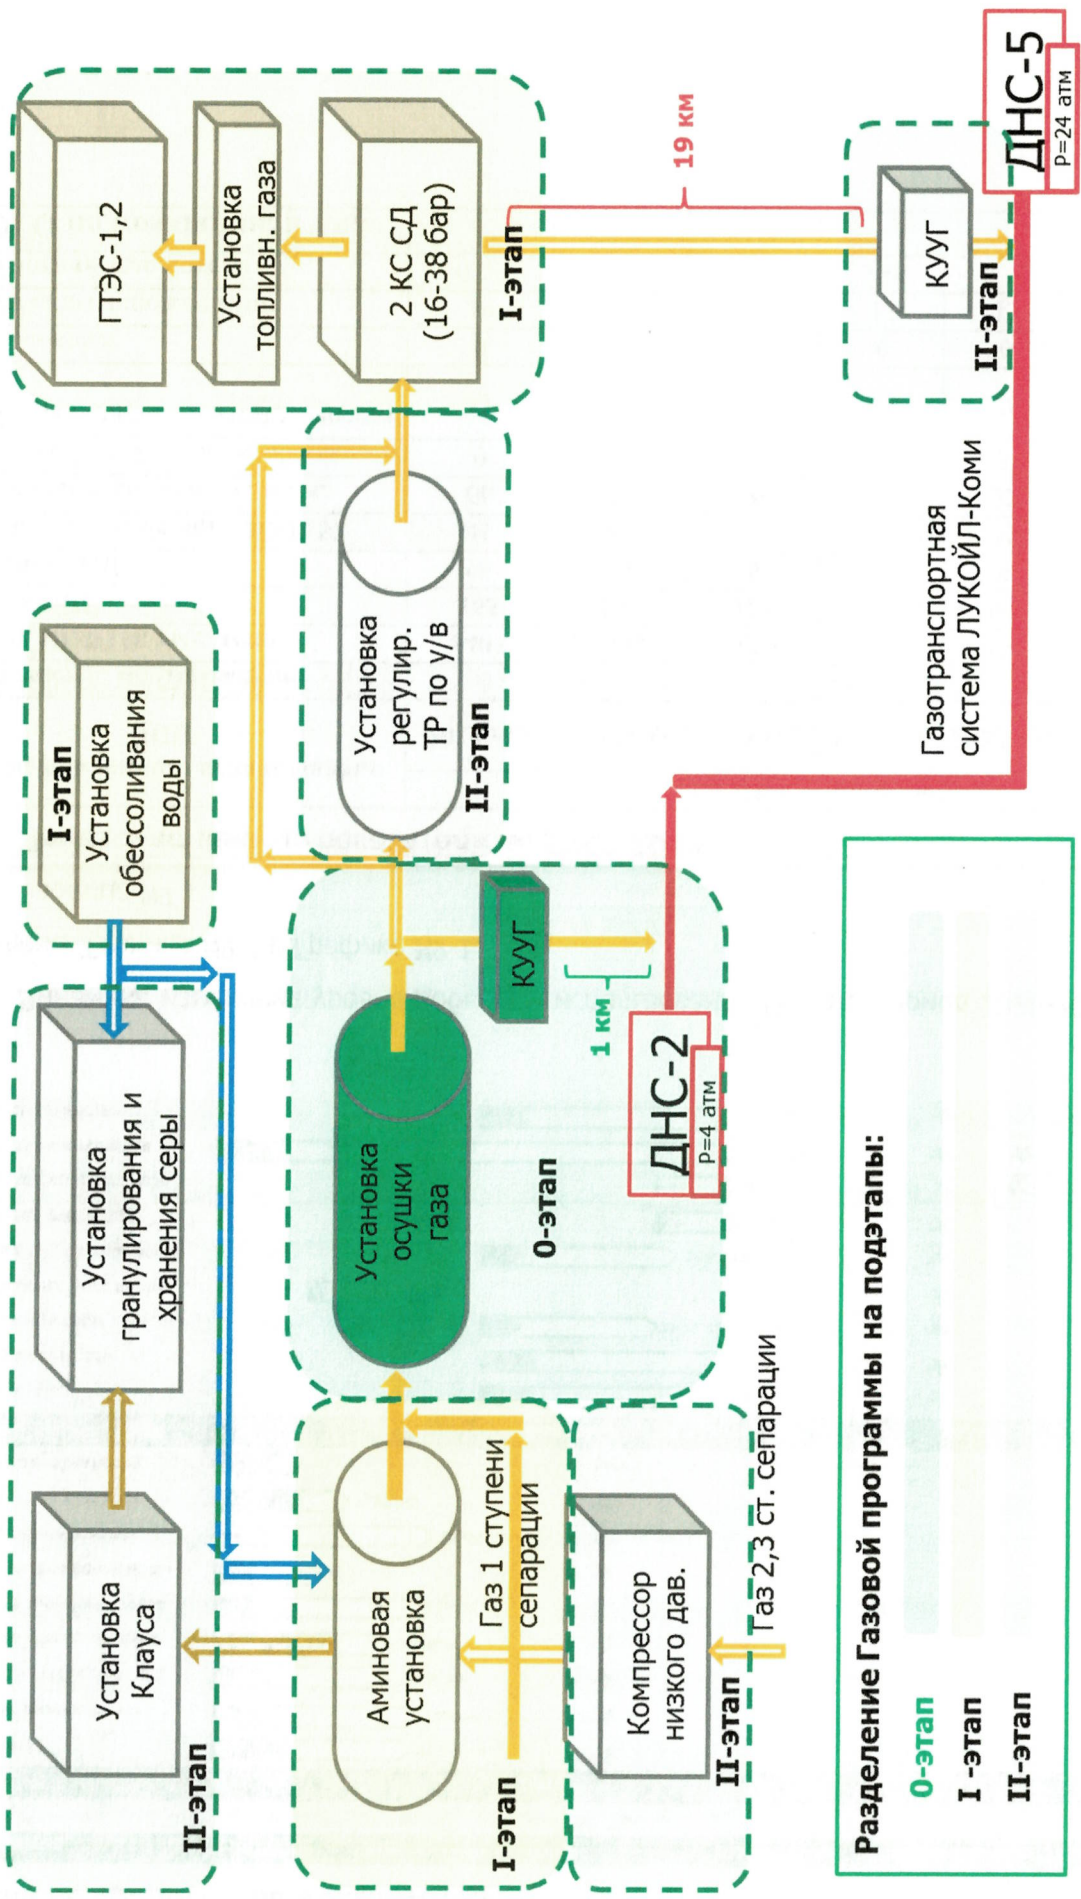 Установка
Клауса
II-этап
Установка
гранулирования и
хранения серы
I-этап
Установка
обессоливания
воды
ГТЭС-1,2
Установка
топливн. газа
2 КС СД
(16-38 бар)
I-этап
Аминовая
установка
Газ 1 ступени
сепарации
I-этап
Установка
осушки
газа
0-этап
КУУГ
1 км
Установка
регулир.
ТР по у/в
II-этап
Компрессор
низкого дав.
II-этап
Газ 2,3 ст. сепарации
ДНС-2
Р=4 атм
19 км
КУУГ
II-этап
ДНС-5
Р=24 атм
Газотранспортная
система ЛУКОЙЛ-Коми
Разделение Газовой программы на подэтапы:
0-этап
I -этап
II-этап